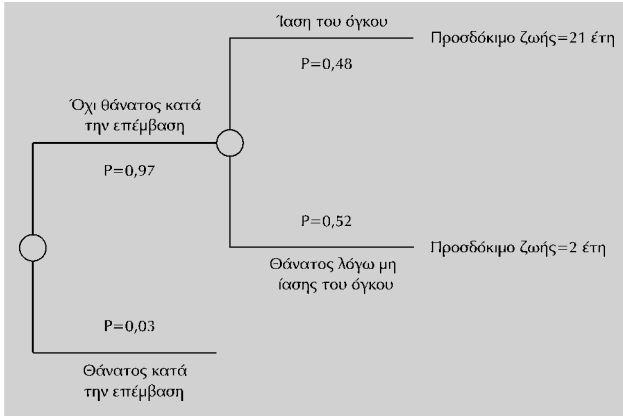 Ίαση του όγκου
Προσδόκιμο ζωής=21 έτη
P=0,48
Όχι θάνατος κατά
την επέμβαση
P=0,97
P=0,52
Προσδόκιμο ζωής=2 έτη
Θάνατος λόγω μη
ίασης του όγκου
P=0,03
Θάνατος κατά
την επέμβαση